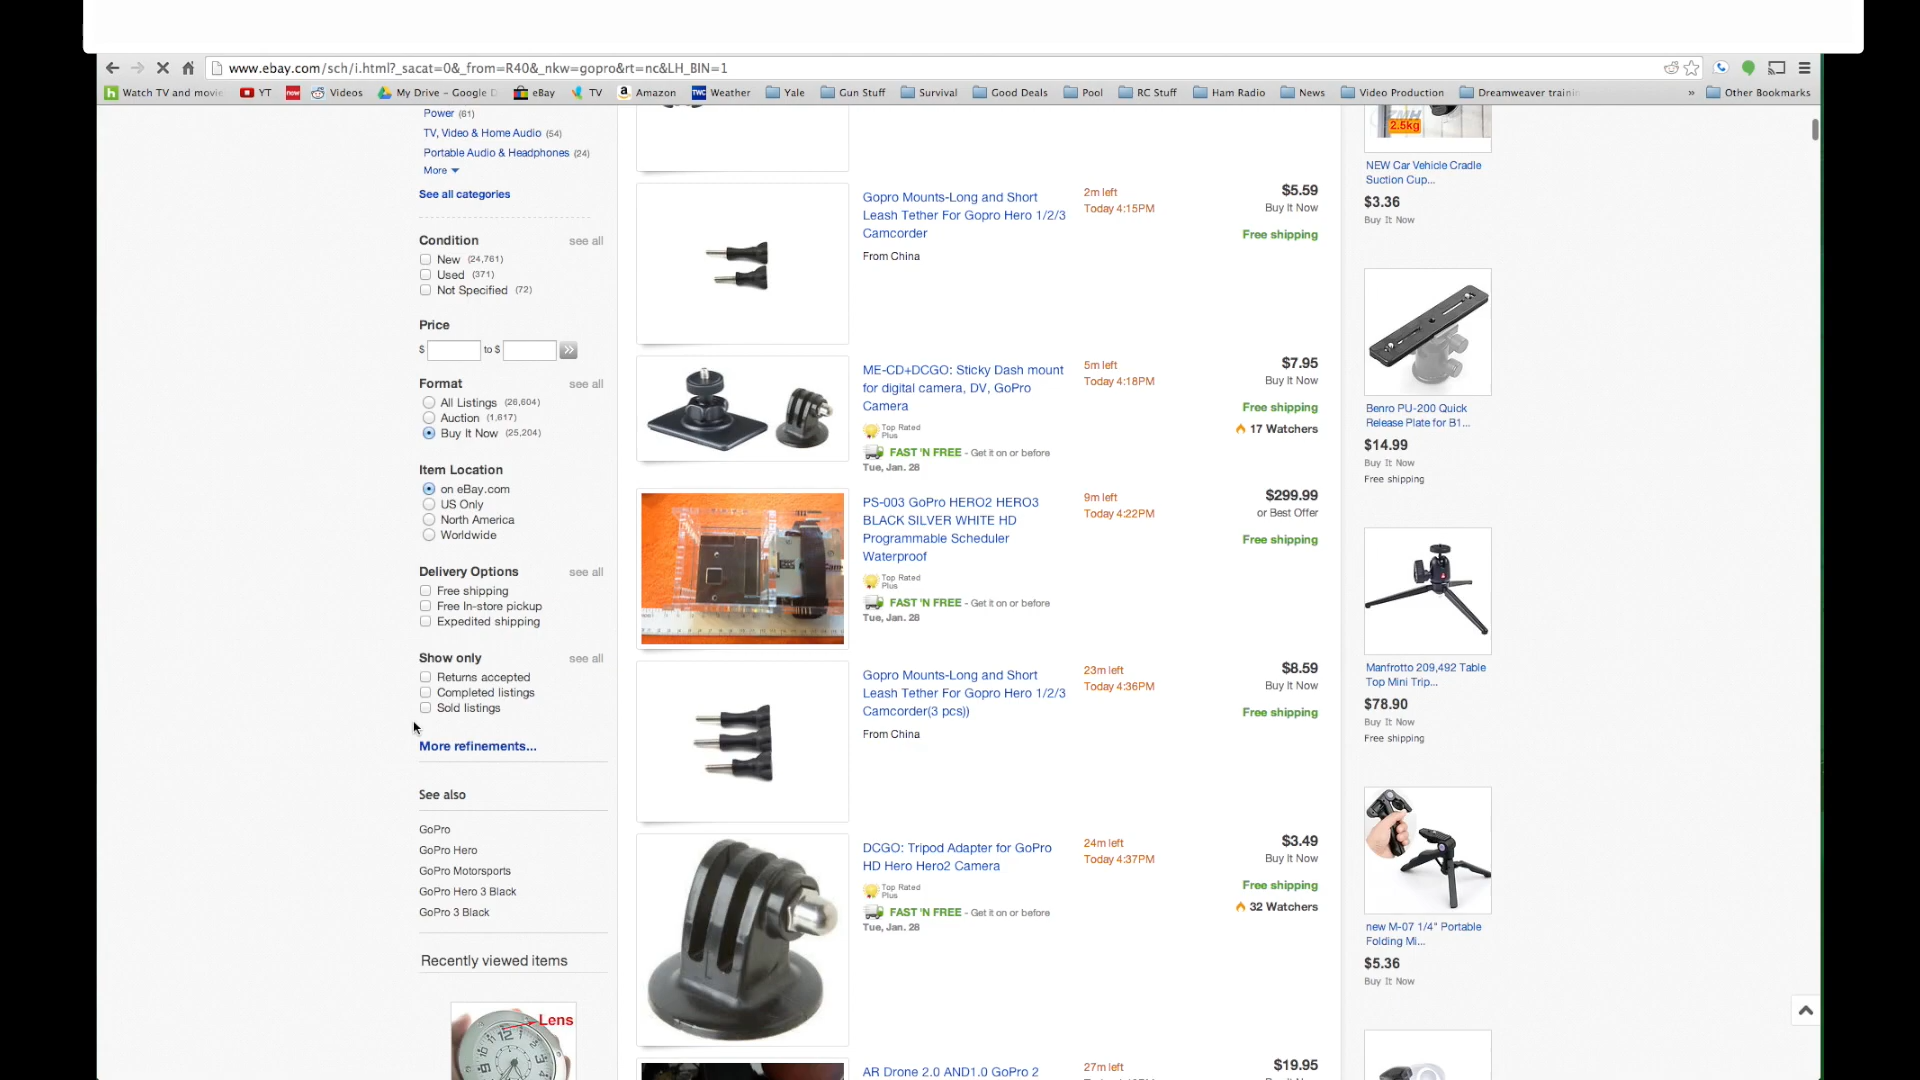 www.ebay.com/sch/i.html?_sacat=0&_from=R40&_nkw=gopro&rt=nc&LH_BIN=1
Watch TV and movie YT Videos My Drive – Google D eBay TV Amazon Weather Yale Gun Stuff Survival Good Deals Pool RC Stuff Ham Radio News Video Production Dreamweaver trainin » Other Bookmarks
Power (61)
TV, Video & Home Audio (54)
Portable Audio & Headphones (24)
More
See all categories
Condition see all
New (24,761)
Used (371)
Not Specified (72)
Price
$ to $
Format see all
All Listings (26,604)
Auction (1,617)
Buy It Now (25,204)
Item Location
on eBay.com
US Only
North America
Worldwide
Delivery Options see all
Free shipping
Free In-store pickup
Expedited shipping
Show only see all
Returns accepted
Completed listings
Sold listings
More refinements...
See also
GoPro
GoPro Hero
GoPro Motorsports
GoPro Hero 3 Black
GoPro 3 Black
Recently viewed items
Lens
Gopro Mounts-Long and Short 2m left $5.59
Leash Tether For Gopro Hero 1/2/3 Today 4:15PM Buy It Now
Camcorder Free shipping
From China
ME-CD+DCGO: Sticky Dash mount 5m left $7.95
for digital camera, DV, GoPro Today 4:18PM Buy It Now
Camera Free shipping
Top Rated Plus 17 Watchers
FAST 'N FREE - Get it on or before
Tue, Jan. 28
PS-003 GoPro HERO2 HERO3 9m left $299.99
BLACK SILVER WHITE HD Today 4:22PM or Best Offer
Programmable Scheduler Free shipping
Waterproof
Top Rated Plus
FAST 'N FREE - Get it on or before
Tue, Jan. 28
Gopro Mounts-Long and Short 23m left $8.59
Leash Tether For Gopro Hero 1/2/3 Today 4:36PM Buy It Now
Camcorder(3 pcs)) Free shipping
From China
DCGO: Tripod Adapter for GoPro 24m left $3.49
HD Hero Hero2 Camera Today 4:37PM Buy It Now
Free shipping
Top Rated Plus 32 Watchers
FAST 'N FREE - Get it on or before
Tue, Jan. 28
AR Drone 2.0 AND1.0 GoPro 2 27m left $19.95
2.5kg
NEW Car Vehicle Cradle
Suction Cup...
$3.36
Buy It Now
Benro PU-200 Quick
Release Plate for B1...
$14.99
Buy It Now
Free shipping
Manfrotto 209,492 Table
Top Mini Trip...
$78.90
Buy It Now
Free shipping
new M-07 1/4" Portable
Folding Mi...
$5.36
Buy It Now